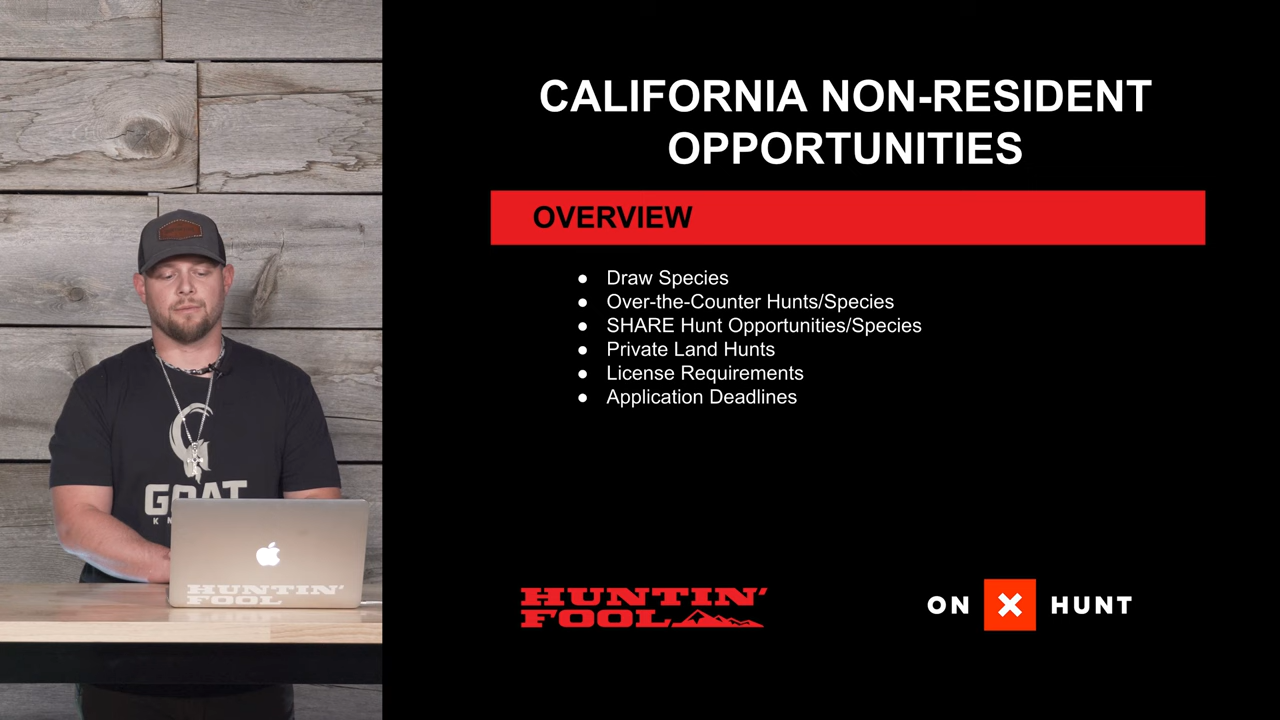 CALIFORNIA NON-RESIDENT
OPPORTUNITIES
OVERVIEW
● Draw Species
● Over-the-Counter Hunts/Species
● SHARE Hunt Opportunities/Species
● Private Land Hunts
● License Requirements
● Application Deadlines
GOAT
HUNTIN'
FOOL
HUNTIN'
FOOL
ON X HUNT